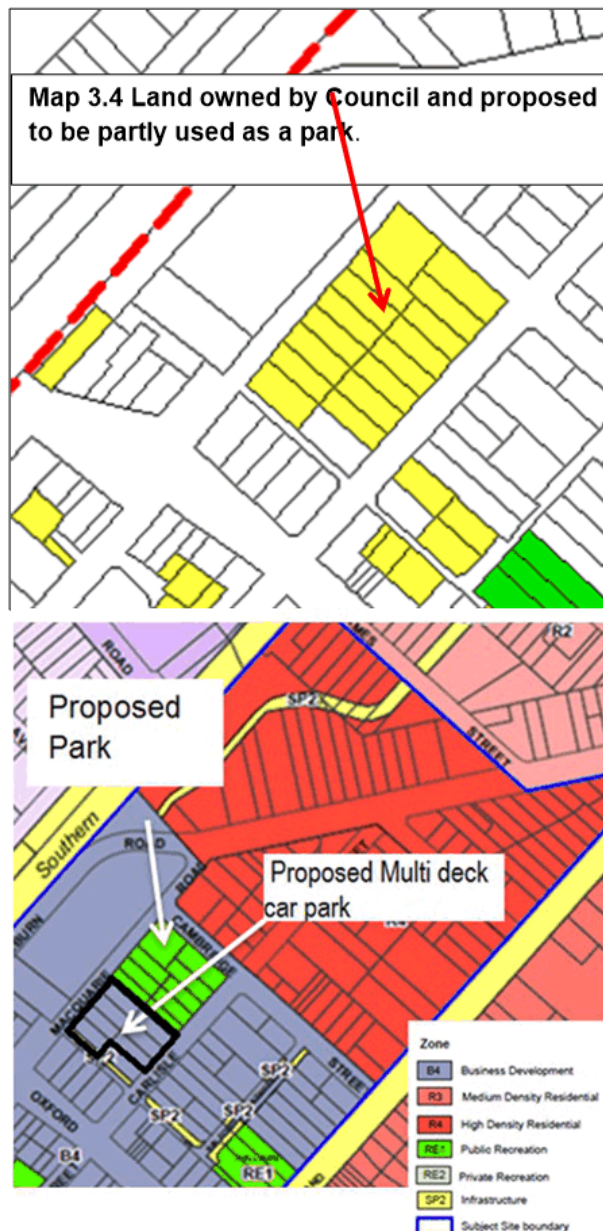 Map 3.4 Land owned by Council and proposed
to be partly used as a park.
R2
ROAD
STREET
SP2
Proposed
Park
Southern
ROAD
ROAD
Proposed Multi deck
car park
R4
CAMBRIDGE
MACQUARIE
CARLISLE
SP2
SP2
SP2
STREET
OXFORD
B4
RE1
Zone
B4 Business Development
R3 Medium Density Residential
R4 High Density Residential
RE1 Public Recreation
RE2 Private Recreation
SP2 Infrastructure
Subject Site boundary